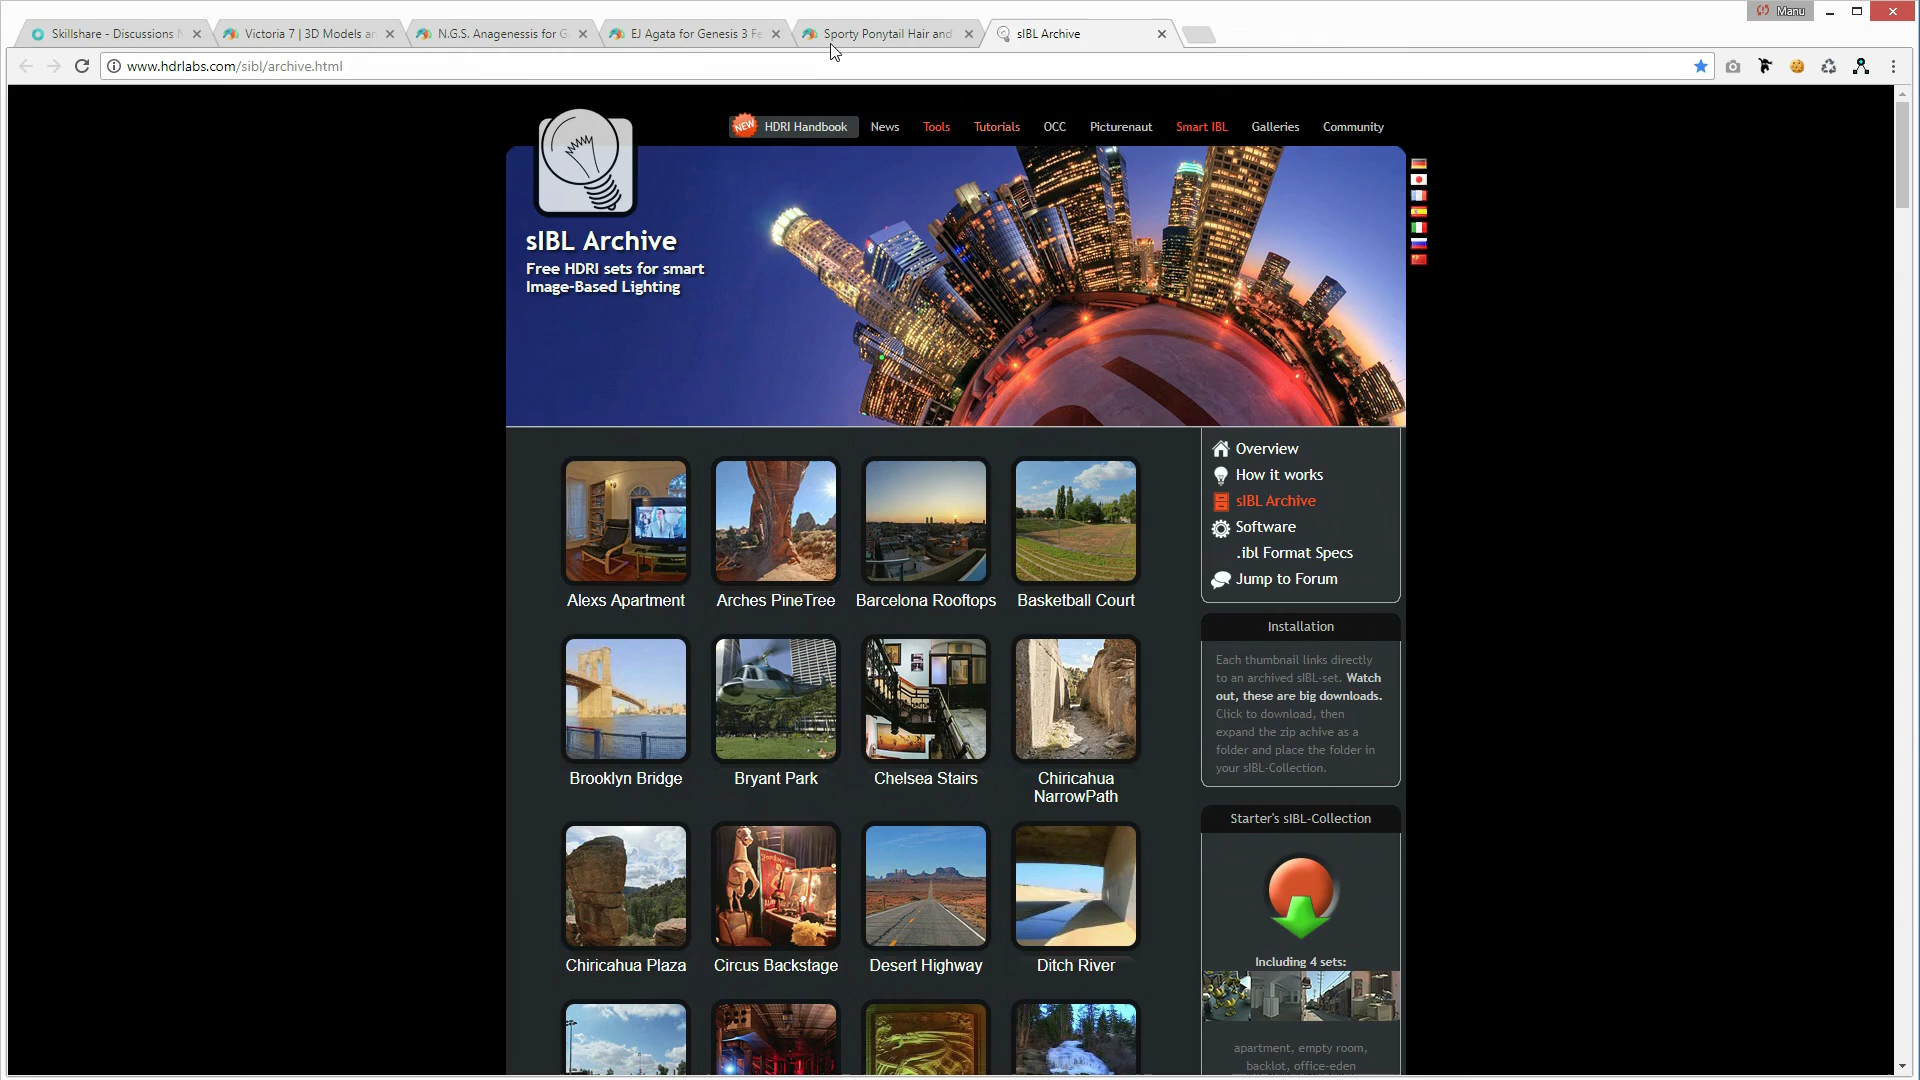 Manu
Skillshare - Discussions
Victoria 7 | 3D Models an
N.G.S. Anagenessis for G
EJ Agata for Genesis 3 Fe
Sporty Ponytail Hair and
sIBL Archive
www.hdrlabs.com/sibl/archive.html
NEW HDRI Handbook News Tools Tutorials OCC Picturenaut Smart IBL Galleries Community
sIBL Archive
Free HDRI sets for smart
Image-Based Lighting
Overview
How it works
sIBL Archive
Software
.ibl Format Specs
Jump to Forum
Alexs Apartment
Arches PineTree
Barcelona Rooftops
Basketball Court
Brooklyn Bridge
Bryant Park
Chelsea Stairs
Chiricahua
NarrowPath
Chiricahua Plaza
Circus Backstage
Desert Highway
Ditch River
Installation
Each thumbnail links directly
to an archived sIBL-set. Watch
out, these are big downloads.
Click to download, then
expand the zip achive as a
folder and place the folder in
your sIBL-Collection.
Starter's sIBL-Collection
Including 4 sets:
apartment, empty room,
backlot, office-eden